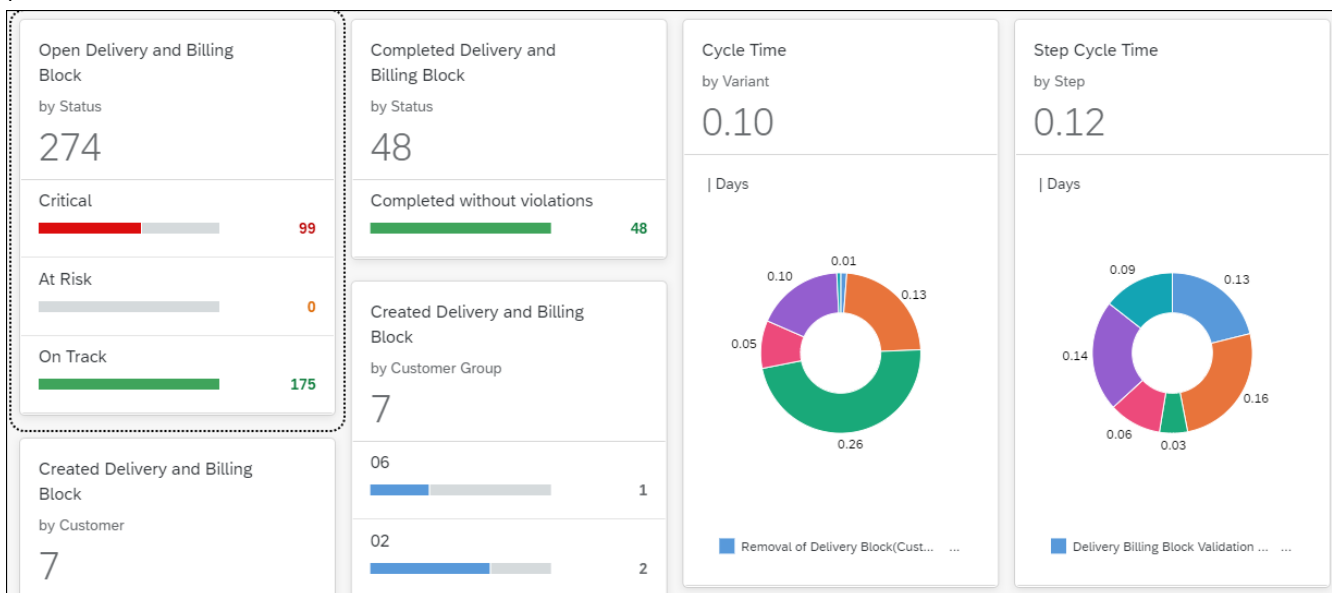 Open Delivery and Billing
Block
by Status
274
Critical
99
At Risk
0
On Track
175
Created Delivery and Billing
Block
by Customer
7
Completed Delivery and
Billing Block
by Status
48
Completed without violations
48
Created Delivery and Billing
Block
by Customer Group
7
06
1
02
2
Cycle Time
by Variant
0.10
| Days
0.01
0.10
0.13
0.05
0.26
Removal of Delivery Block(Cust... ...
Step Cycle Time
by Step
0.12
| Days
0.09
0.13
0.14
0.16
0.06
0.03
Delivery Billing Block Validation ... ...